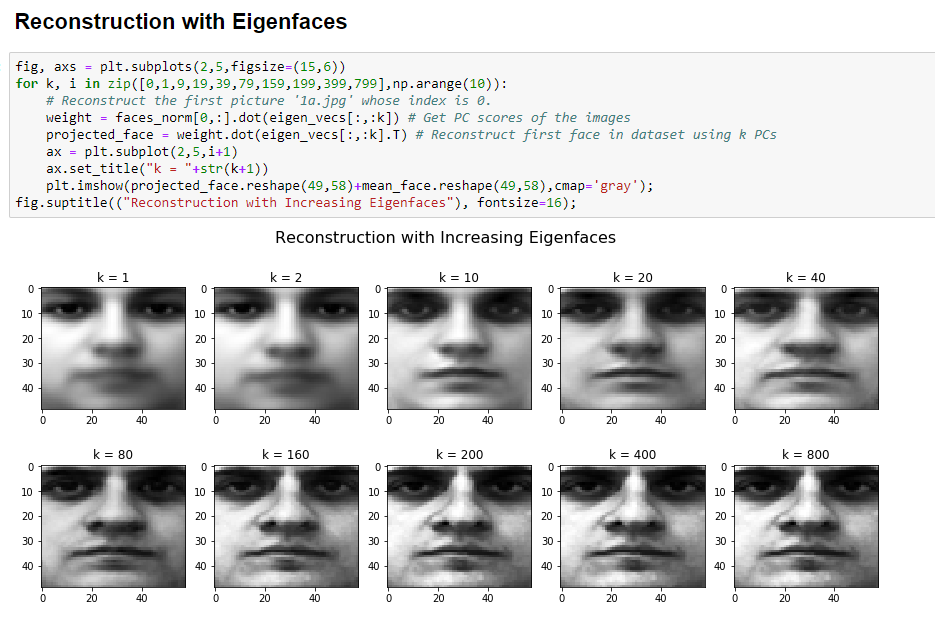 Reconstruction with Eigenfaces
fig, axs = plt.subplots(2,5,figsize=(15,6))
for k, i in zip([0,1,9,19,39,79,159,199,399,799],np.arange(10)):
    # Reconstruct the first picture '1a.jpg' whose index is 0.
    weight = faces_norm[0,:].dot(eigen_vecs[:,:k]) # Get PC scores of the images
    projected_face = weight.dot(eigen_vecs[:,:k].T) # Reconstruct first face in dataset using k PCs
    ax = plt.subplot(2,5,i+1)
    ax.set_title("k = "+str(k+1))
    plt.imshow(projected_face.reshape(49,58)+mean_face.reshape(49,58),cmap='gray');
fig.suptitle(("Reconstruction with Increasing Eigenfaces"), fontsize=16);
Reconstruction with Increasing Eigenfaces
k = 1 k = 2 k = 10 k = 20 k = 40
0 0 0 0 0
10 10 10 10 10
20 20 20 20 20
30 30 30 30 30
40 40 40 40 40
0 20 40 0 20 40 0 20 40 0 20 40 0 20 40
k = 80 k = 160 k = 200 k = 400 k = 800
0 0 0 0 0
10 10 10 10 10
20 20 20 20 20
30 30 30 30 30
40 40 40 40 40
0 20 40 0 20 40 0 20 40 0 20 40 0 20 40